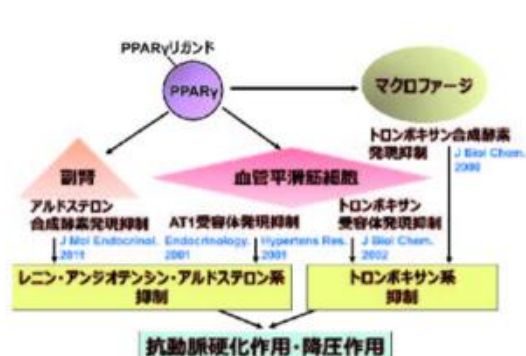 PPARγリガンド
PPARγ
マクロファージ
トロンボキサン合成酵素
発現抑制
J Biol Chem.
2000
副腎
血管平滑筋細胞
アルドステロン
合成酵素発現抑制
J Mol Endocrinol.
2011
AT1受容体発現抑制
Endocrinology.
2001
Hypertens Res.
2001
トロンボキサン
受容体発現抑制
J Biol Chem.
2002
レニン・アンジオテンシン・アルドステロン系
抑制
トロンボキサン系
抑制
抗動脈硬化作用・降圧作用